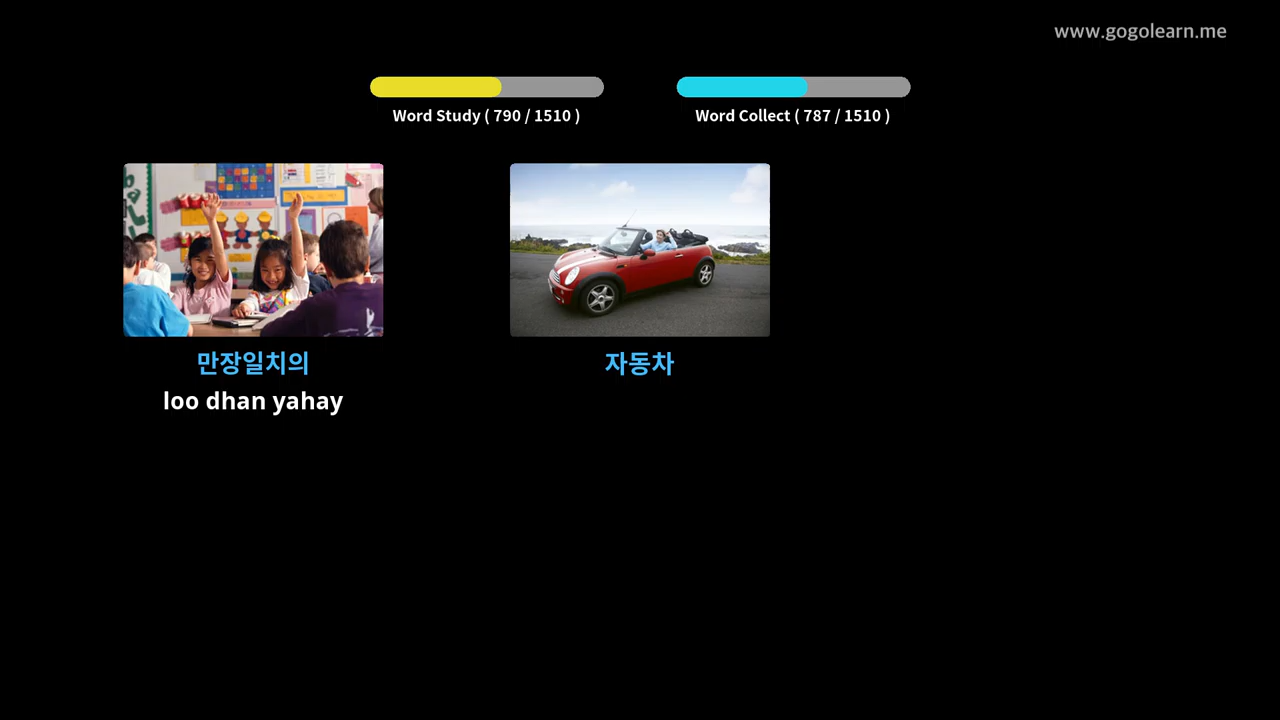 www.gogolearn.me
Word Study ( 790 / 1510 )
Word Collect ( 787 / 1510 )
만장일치의
loo dhan yahay
자동차